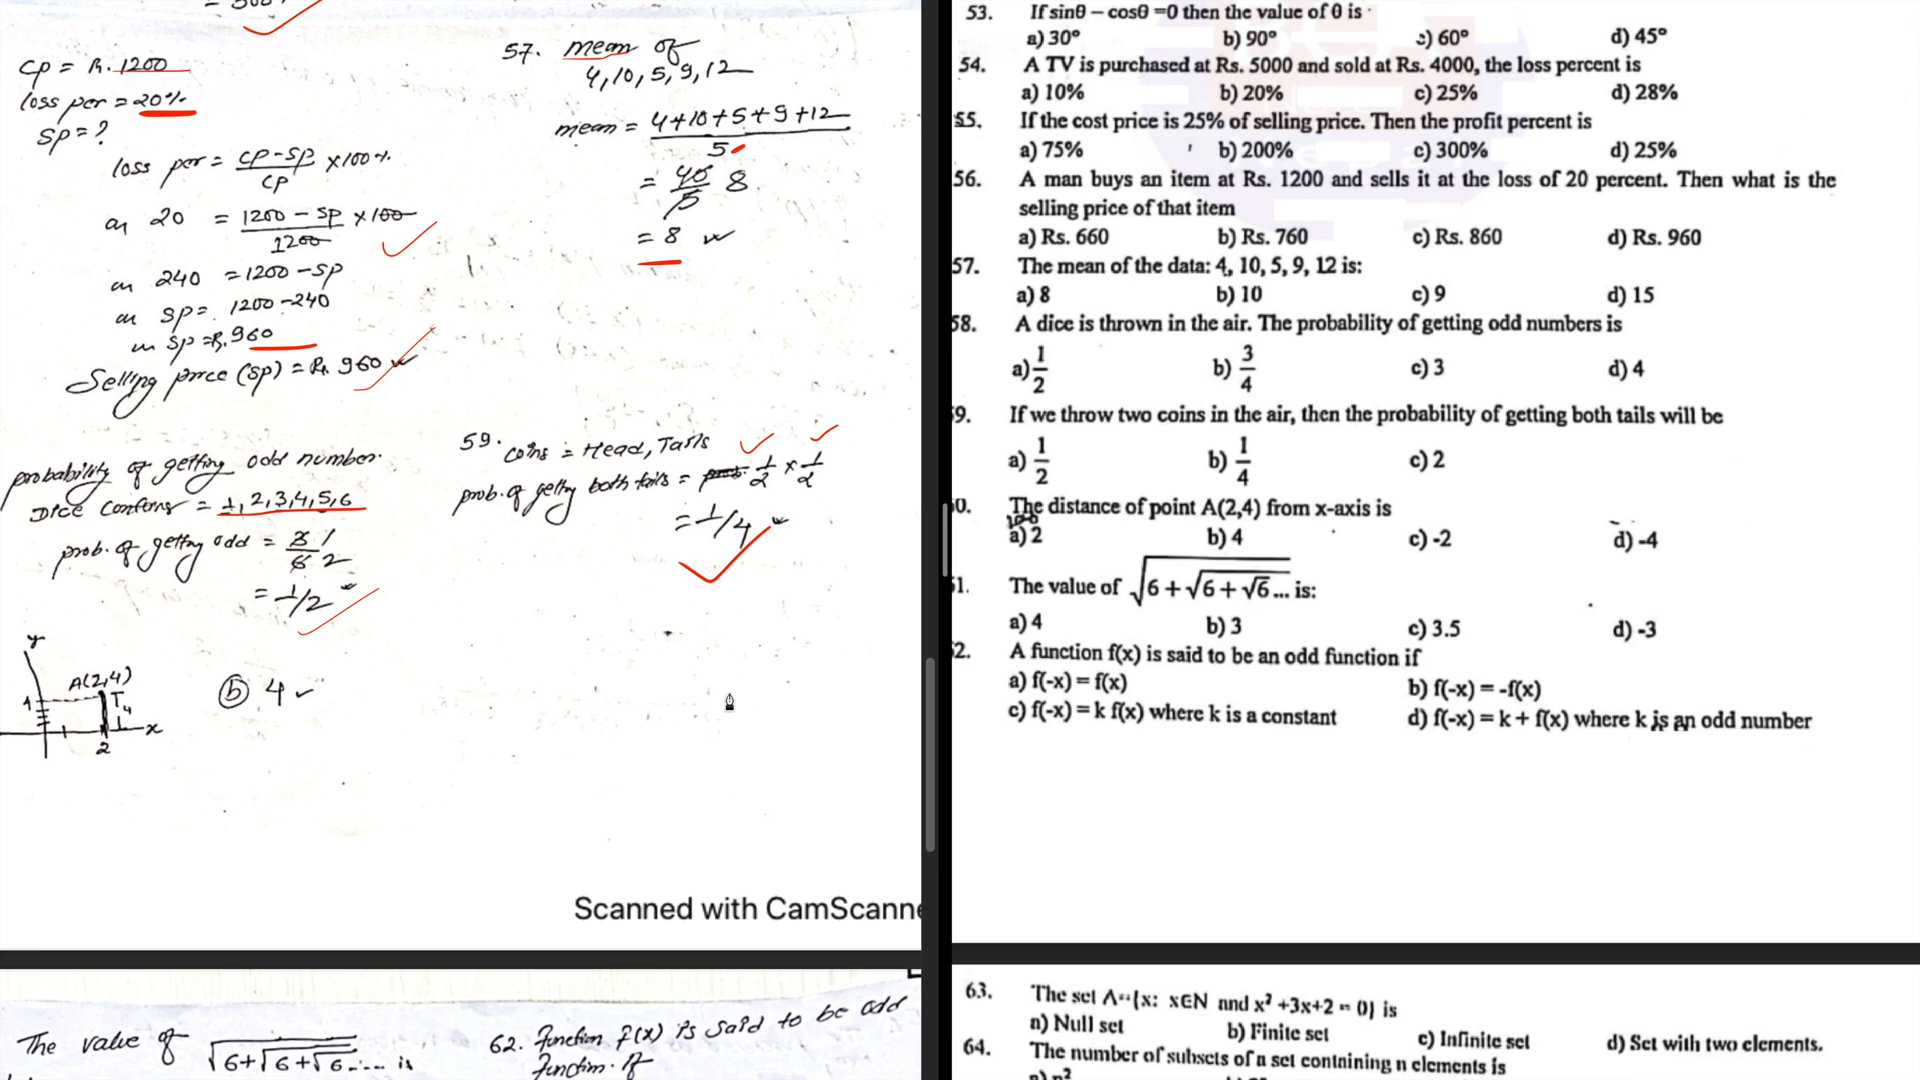 CP = Rs. 1200
loss per = 20%
SP = ?
loss per = CP-SP/CP × 100%
or 20 = 1200 - SP/1200 × 100
or 240 = 1200 - SP
or SP = 1200 - 240
or SP = Rs. 960
Selling price (SP) = Rs. 960
probability of getting odd number.
Dice contains = 1, 2, 3, 4, 5, 6
prob. of getting odd = 3/6 1/2
= 1/2
y
A(2,4)
4
x
2
b 4
57. mean of
4, 10, 5, 9, 12
mean = 4+10+5+9+12/5
= 40/5 8
= 8
59. Coins = Head, Tails
prob. of getting both tails = 1/2 × 1/2
= 1/4
Scanned with CamScanne
The value of √6+√6+√6.... is
62. function f(x) is said to be odd
function. if
53. If sinθ – cosθ =0 then the value of θ is
a) 30° b) 90° c) 60° d) 45°
54. A TV is purchased at Rs. 5000 and sold at Rs. 4000, the loss percent is
a) 10% b) 20% c) 25% d) 28%
55. If the cost price is 25% of selling price. Then the profit percent is
a) 75% b) 200% c) 300% d) 25%
56. A man buys an item at Rs. 1200 and sells it at the loss of 20 percent. Then what is the
selling price of that item
a) Rs. 660 b) Rs. 760 c) Rs. 860 d) Rs. 960
57. The mean of the data: 4, 10, 5, 9, 12 is:
a) 8 b) 10 c) 9 d) 15
58. A dice is thrown in the air. The probability of getting odd numbers is
a) 1/2 b) 3/4 c) 3 d) 4
59. If we throw two coins in the air, then the probability of getting both tails will be
a) 1/2 b) 1/4 c) 2
60. The distance of point A(2,4) from x-axis is
a) 2 b) 4 c) -2 d) -4
61. The value of √6 + √6 + √6 ... is:
a) 4 b) 3 c) 3.5 d) -3
62. A function f(x) is said to be an odd function if
a) f(-x) = f(x) b) f(-x) = -f(x)
c) f(-x) = k f(x) where k is a constant d) f(-x) = k + f(x) where k is an odd number
63. The set A={x: x∈N and x² +3x+2 = 0} is
a) Null set b) Finite set c) Infinite set d) Set with two elements.
64. The number of subsets of a set containing n elements is
a) n²